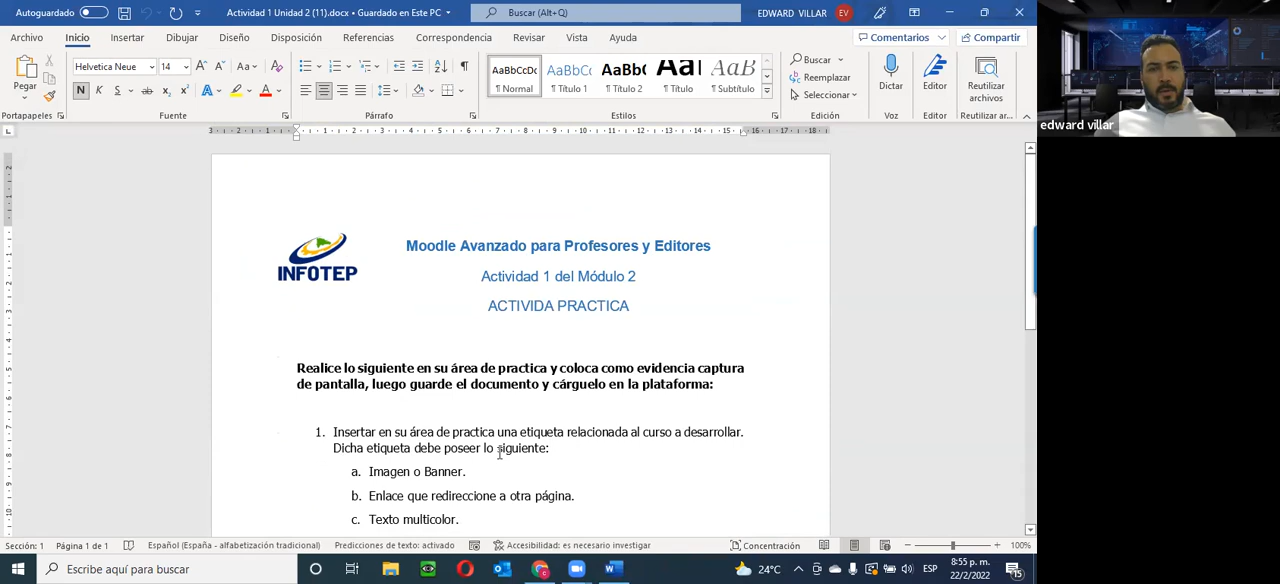 Autoguardado
Actividad 1 Unidad 2 (11).docx • Guardado en Este PC
Buscar (Alt+Q)
EDWARD VILLAR EV
Archivo Inicio Insertar Dibujar Diseño Disposición Referencias Correspondencia Revisar Vista Ayuda
Comentarios Compartir
Pegar
Helvetica Neue 14
Aa
N K S ab x₂ x²
AaBbCcDc AaBbCc AaBbC AaI AaB
¶ Normal ¶ Título 1 ¶ Título 2 ¶ Título ¶ Subtítulo
Buscar
Reemplazar
Seleccionar
Dictar
Editor
Reutilizar archivos
Portapapeles Fuente Párrafo Estilos Edición Voz Editor Reutilizar ar...
edward villar
INFOTEP
Moodle Avanzado para Profesores y Editores
Actividad 1 del Módulo 2
ACTIVIDA PRACTICA
Realice lo siguiente en su área de practica y coloca como evidencia captura
de pantalla, luego guarde el documento y cárguelo en la plataforma:
1. Insertar en su área de practica una etiqueta relacionada al curso a desarrollar.
Dicha etiqueta debe poseer lo siguiente:
a. Imagen o Banner.
b. Enlace que redireccione a otra página.
c. Texto multicolor.
Sección: 1 Página 1 de 1 Español (España - alfabetización tradicional) Predicciones de texto: activado Accesibilidad: es necesario investigar Concentración 100%
Escribe aquí para buscar
24°C ESP
8:55 p. m.
22/2/2022
15